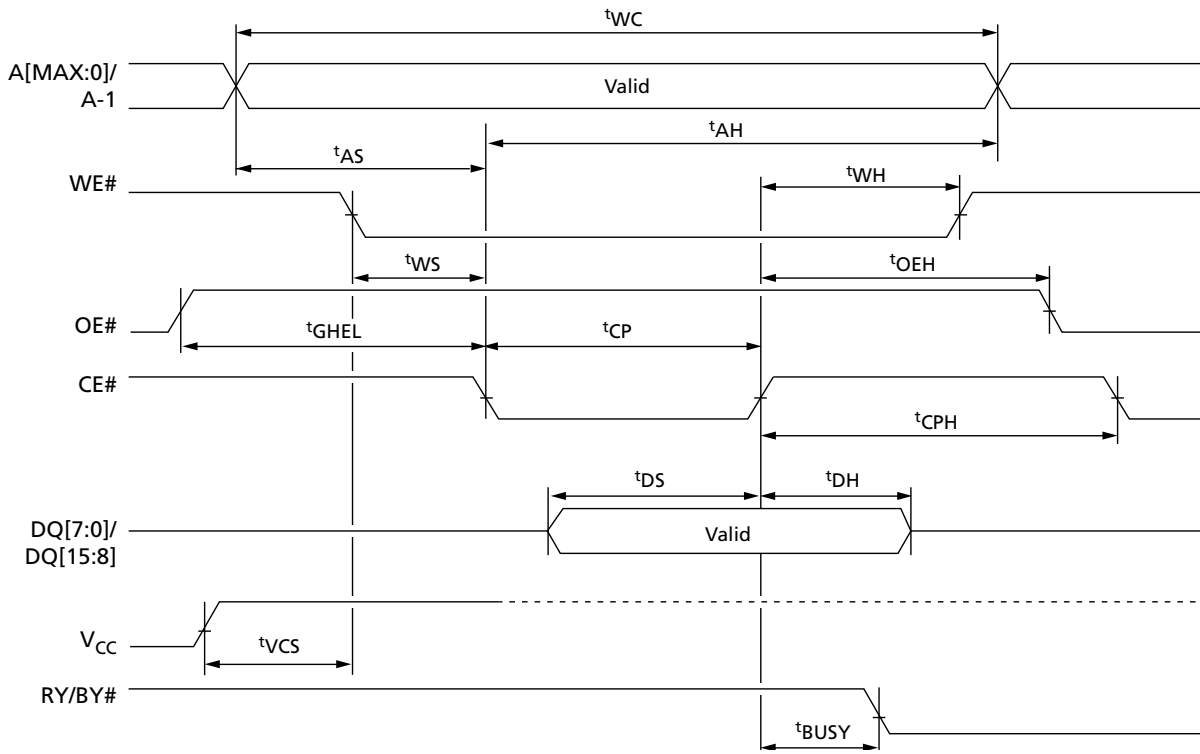 tWC
A[MAX:0]/
A-1
Valid
tAH
tAS
WE#
tWH
tWS
tOEH
OE#
tGHEL
tCP
CE#
tCPH
tDS
tDH
DQ[7:0]/
DQ[15:8]
Valid
VCC
tVCS
RY/BY#
tBUSY